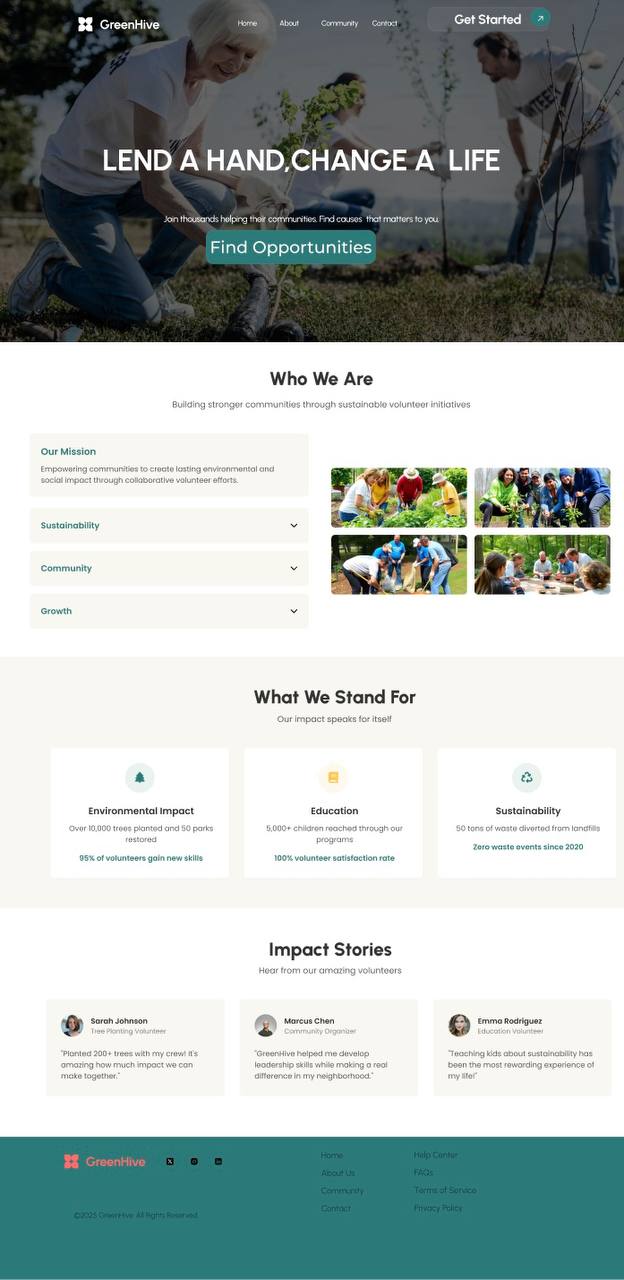 GreenHive
Home About Community Contact
Get Started
LEND A HAND,CHANGE A  LIFE
Join thousands helping their communities. Find causes  that matters to you.
Find Opportunities
Who We Are
Building stronger communities through sustainable volunteer initiatives
Our Mission
Empowering communities to create lasting environmental and
social impact through collaborative volunteer efforts.
Sustainability
Community
Growth
What We Stand For
Our impact speaks for itself
Environmental Impact
Over 10,000 trees planted and 50 parks
restored
95% of volunteers gain new skills
Education
5,000+ children reached through our
programs
100% volunteer satisfaction rate
Sustainability
50 tons of waste diverted from landfills
Zero waste events since 2020
Impact Stories
Hear from our amazing volunteers
Sarah Johnson
Tree Planting Volunteer
"Planted 200+ trees with my crew! It's
amazing how much impact we can
make together."
Marcus Chen
Community Organizer
"GreenHive helped me develop
leadership skills while making a real
difference in my neighborhood."
Emma Rodriguez
Education Volunteer
"Teaching kids about sustainability has
been the most rewarding experience of
my life!"
GreenHive
Home
About Us
Community
Contact
Help Center
FAQs
Terms of Service
Privacy Policy
©2025 GreenHive. All Rights Reserved.